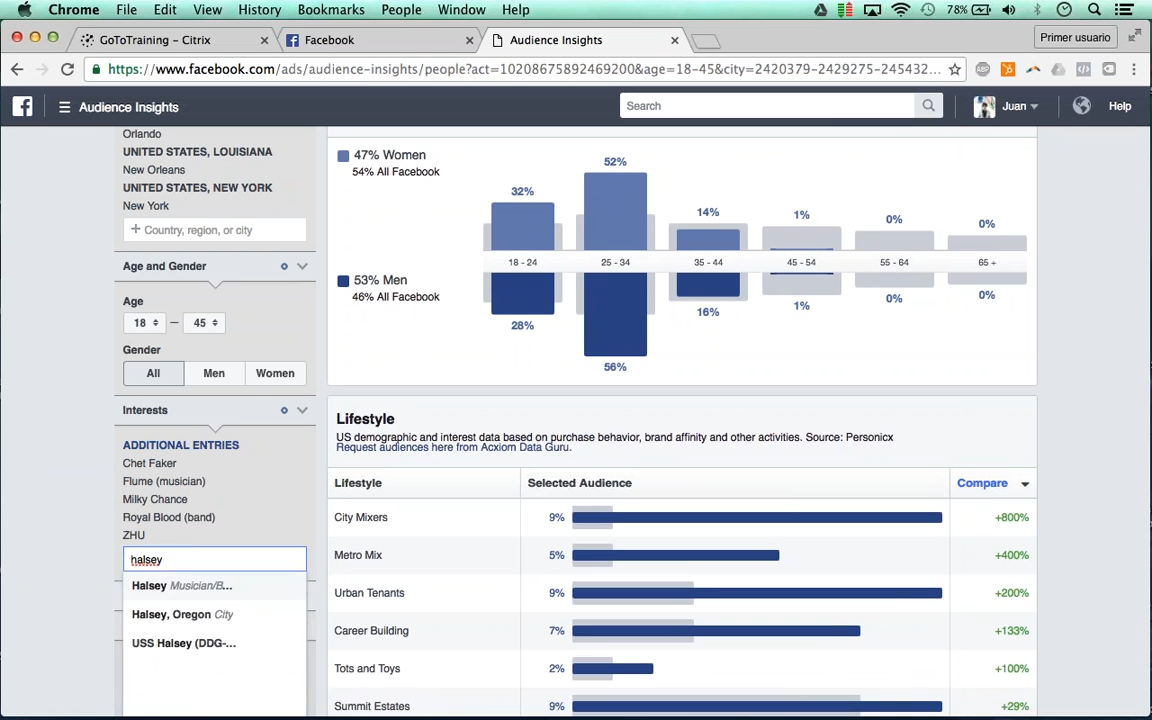 Chrome File Edit View History Bookmarks People Window Help 78%
GoToTraining – Citrix × Facebook × Audience Insights × Primer usuario
https://www.facebook.com/ads/audience-insights/people?act=10208675892469200&age=18-45&city=2420379-2429275-245432...
ABP
Audience Insights Search Juan Help
Orlando
UNITED STATES, LOUISIANA
New Orleans
UNITED STATES, NEW YORK
New York
+ Country, region, or city
Age and Gender
Age
18 — 45
Gender
All Men Women
Interests
ADDITIONAL ENTRIES
Chet Faker
Flume (musician)
Milky Chance
Royal Blood (band)
ZHU
halsey
Halsey Musician/B...
Halsey, Oregon City
USS Halsey (DDG-...
47% Women
54% All Facebook
32% 52% 14% 1% 0% 0%
18 - 24 25 - 34 35 - 44 45 - 54 55 - 64 65 +
53% Men
46% All Facebook
28% 56% 16% 1% 0% 0%
Lifestyle
US demographic and interest data based on purchase behavior, brand affinity and other activities. Source: Personicx
Request audiences here from Acxiom Data Guru.
Lifestyle Selected Audience Compare
City Mixers 9% +800%
Metro Mix 5% +400%
Urban Tenants 9% +200%
Career Building 7% +133%
Tots and Toys 2% +100%
Summit Estates 9% +29%